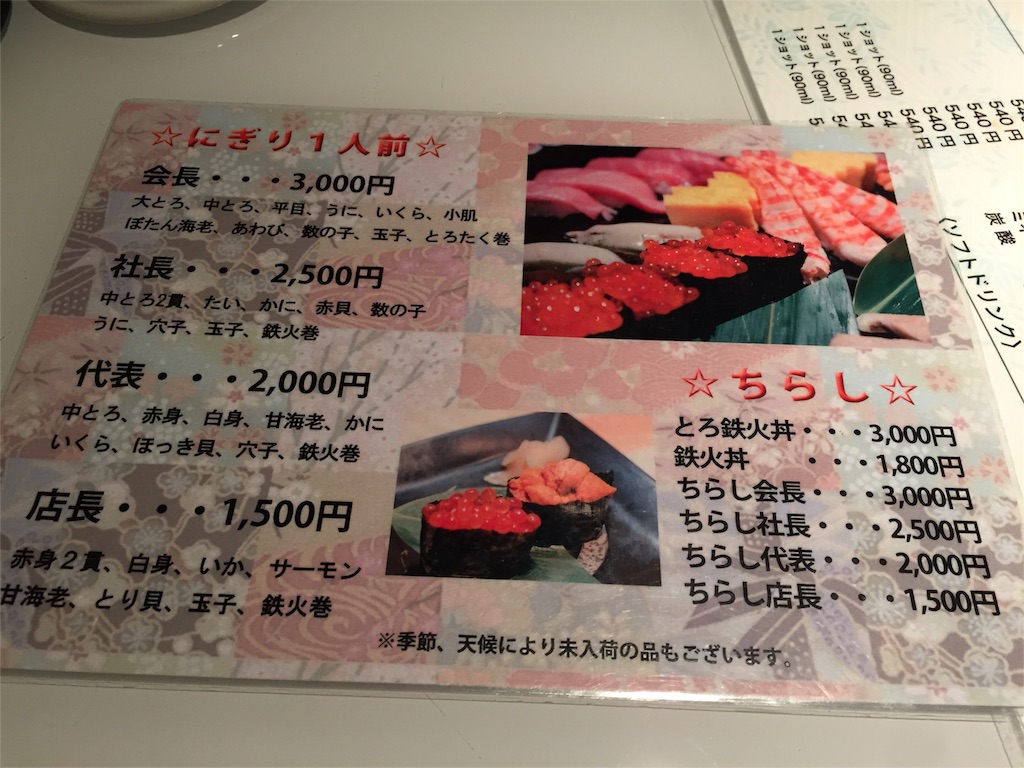 ☆にぎり１人前☆
会長・・・3,000円
大とろ、中とろ、平目、うに、いくら、小肌
ぼたん海老、あわび、数の子、玉子、とろたく巻
社長・・・2,500円
中とろ2貫、たい、かに、赤貝、数の子
うに、穴子、玉子、鉄火巻
代表・・・2,000円
中とろ、赤身、白身、甘海老、かに
いくら、ほっき貝、穴子、鉄火巻
店長・・・1,500円
赤身２貫、白身、いか、サーモン
甘海老、とり貝、玉子、鉄火巻
☆ちらし☆
とろ鉄火丼・・・3,000円
鉄火丼　　・・・1,800円
ちらし会長・・・3,000円
ちらし社長・・・2,500円
ちらし代表・・・2,000円
ちらし店長・・・1,500円
※季節、天候により未入荷の品もございます。
1ショット(90ml)
1ショット(90ml)
1ショット(90ml)
1ショット(90ml)
1ショット(90ml)
540円
540円
540円
540円
炭酸
〈ソフトドリンク〉